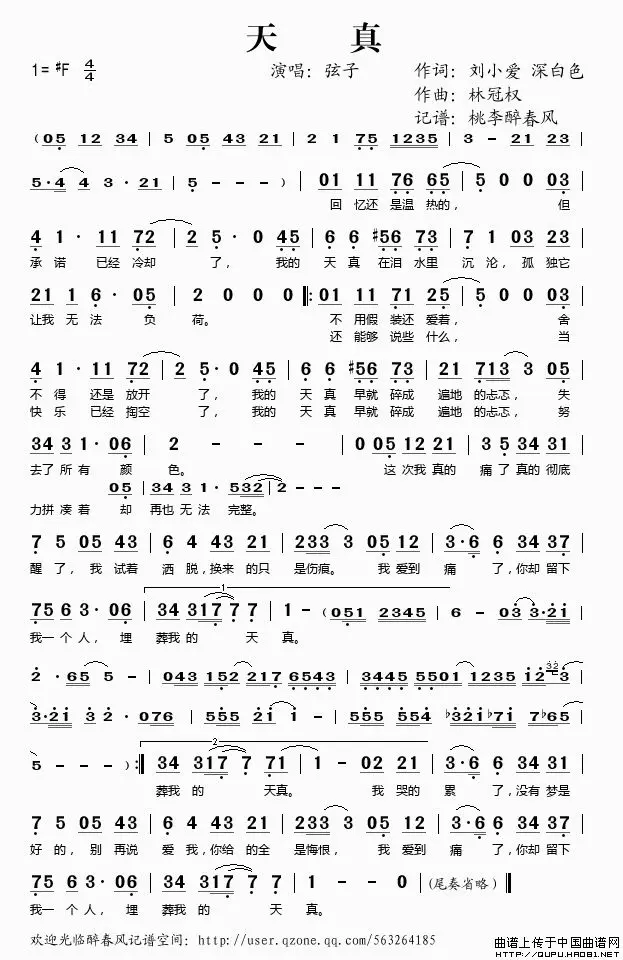 天 真
1= #F 4/4 演唱：弦子 作词：刘小爱 深白色
作曲：林冠权
记谱：桃李醉春风
( 05 12 34 | 5 05 43 21 | 2 1 75 1235 | 3 - 21 23
5·4 4 3 · 21 | 5 - - ) | 01 11 76 65 | 5 0 0 03
回 忆还 是温 热的， 但
4 1 · 11 72 | 2 5 · 0 45 | 6 6 #56 73 | 7 1 03 23
承 诺 已经 冷却 了， 我的 天 真 在泪 水里 沉 沦，孤 独它
21 1 6 · 05 | 2 0 0 0 ‖: 01 11 71 25 | 5 0 0 03
让我 无 法 负 荷。 不 用假 装还 爱着， 舍
还 能够 说些 什么， 当
4 1 · 11 72 | 2 5 · 0 45 | 6 6 #56 73 | 21 713 3 05
不 得 还是 放开 了，我的 天 真 早就 碎成 遍地 的忐忑， 失
快 乐 已经 掏空 了，我的 天 真 早就 碎成 遍地 的忐忑， 努
34 3 1 · 06 | 2 - - - | 0 05 12 21 | 3 5 34 31
去了 所 有 颜 色。 这 次我 真的 痛 了 真的 彻底
05 | 34 3 1 · 532 | 2 - - -
力拼 凑着 却 再也 无法 完整。
7 5 05 43 | 6 4 43 21 | 233 3 05 12 | 3·6 6 34 37
醒 了， 我 试着 洒 脱，换来 的只 是伤痕。 我 爱到 痛 了，你却 留下
1
75 6 3 · 06 | 34 317 7 7 | 1 - (051 2345 | 6 - 03 3·21
我一 个 人， 埋 葬我 的 天 真。
2 · 65 5 - | 043 152 217 6543 | 3445 5501 1235 12 32 3
3·21 3 2 · 076 | 555 21 1 - | 555 554 b321 b71 7b65
2
5 - - ) :‖ 34 317 7 71 | 1 - 02 21 | 3·6 6 34 31
葬我 的 天真。 我 哭的 累 了，没有 梦是
7 5 05 43 | 6 4 43 21 | 233 3 05 12 | 3·6 6 34 37
好 的， 别 再说 爱 我，你给 的全 是悔恨， 我 爱到 痛 了，你却 留下
75 6 3 · 06 | 34 317 7 7 | 1 - - 0 (尾奏省略) ‖
我一 个 人， 埋 葬我 的 天 真。
欢迎光临醉春风记谱空间：http://user.qzone.qq.com/563264185
曲谱上传于中国曲谱网
HTTP://QUPU.HAO81.NET